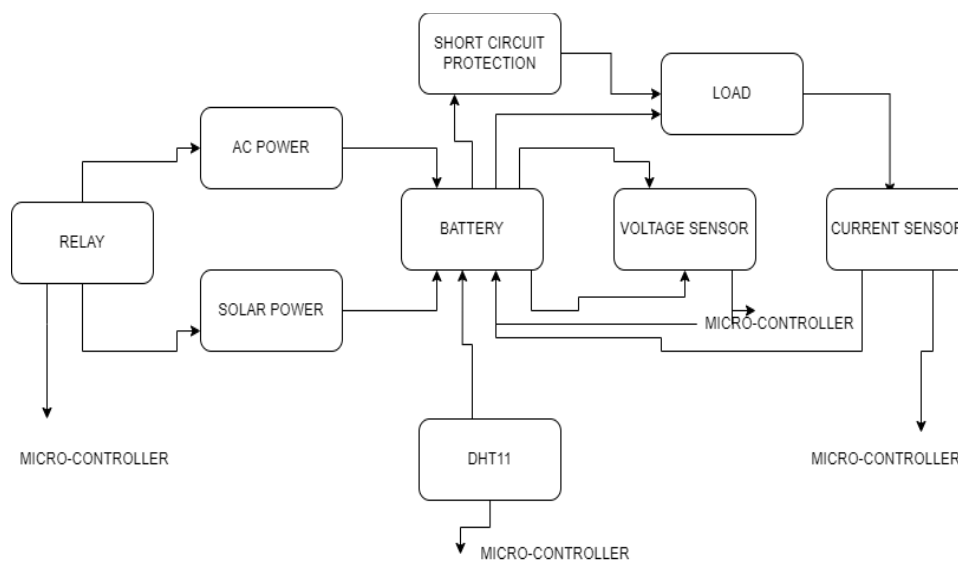 SHORT CIRCUIT
PROTECTION
LOAD
AC POWER
RELAY
BATTERY
VOLTAGE SENSOR
CURRENT SENSOR
SOLAR POWER
MICRO-CONTROLLER
MICRO-CONTROLLER
DHT11
MICRO-CONTROLLER
MICRO-CONTROLLER